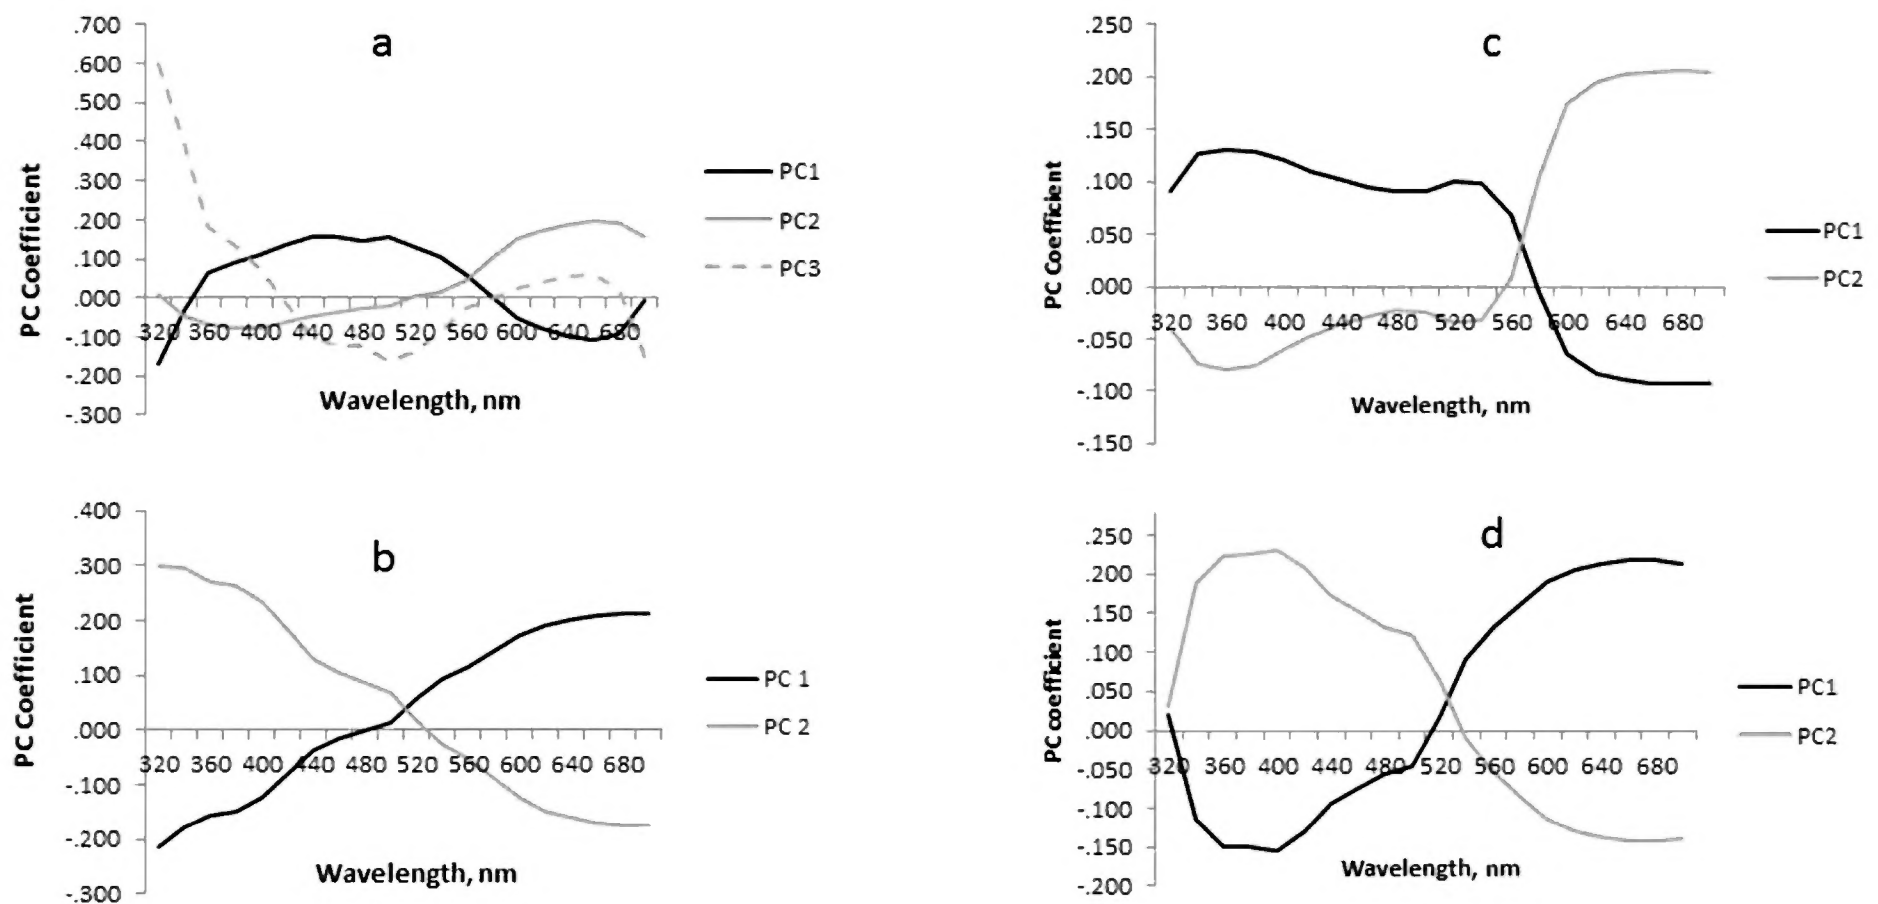 a
.700
.600
.500
.400
.300
.200
.100
.000
-.100
-.200
-.300
PC Coefficient
320 360 400 440 480 520 560 600 640 680
Wavelength, nm
PC1
PC2
PC3
b
.400
.300
.200
.100
.000
-.100
-.200
-.300
PC Coefficient
320 360 400 440 480 520 560 600 640 680
Wavelength, nm
PC 1
PC 2
c
.250
.200
.150
.100
.050
.000
-.050
-.100
-.150
PC Coefficient
320 360 400 440 480 520 560 600 640 680
Wavelength, nm
PC1
PC2
d
.250
.200
.150
.100
.050
.000
-.050
-.100
-.150
-.200
PC coefficient
320 360 400 440 480 520 560 600 640 680
Wavelength, nm
PC1
PC2